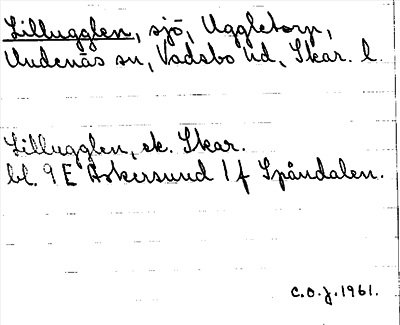 Lillugglen, sjö, Uggletorp,
Undenäs sn, Vadsbo hd, Skar. l.
Lillugglen, ek. Skar.
bl. 9 E Askersund 1 f Spåndalen.
C.O.J. 1961.